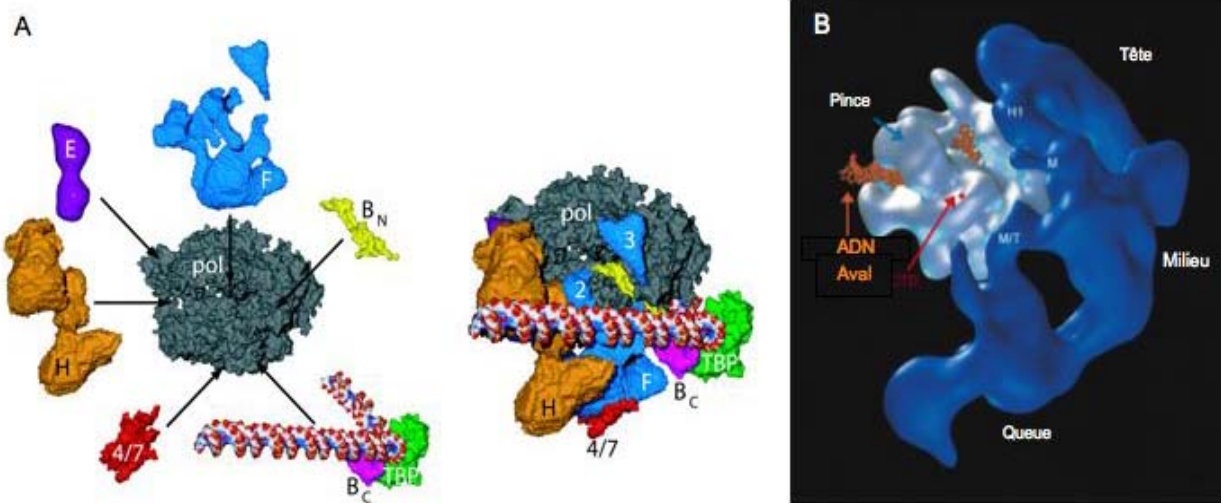 A
E
F
B N
pol
H
4/7
B C
TBP
pol
3
2
H
F
B C
TBP
4/7
B
Tête
Pince
H1
M
M/T
ADN
Aval
Milieu
Queue